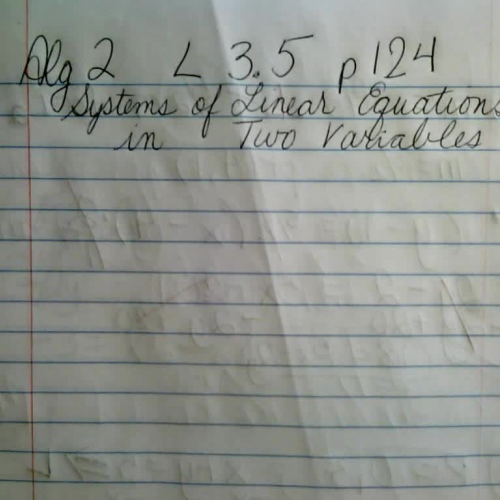 Alg 2 L 3.5 p 124
Systems of Linear Equations
in Two Variables